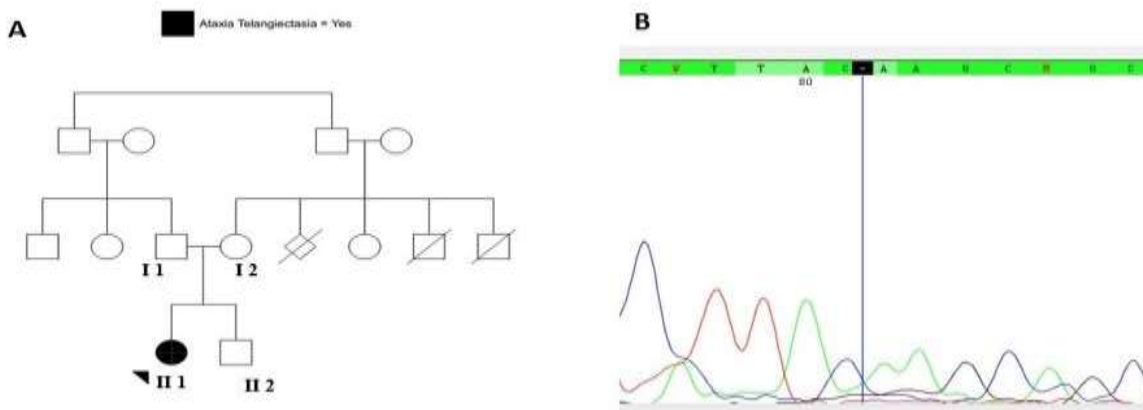 A
Ataxia Telangiectasia = Yes
I 1
I 2
II 1
II 2
B
C W T T A C - A A G C M G C
80